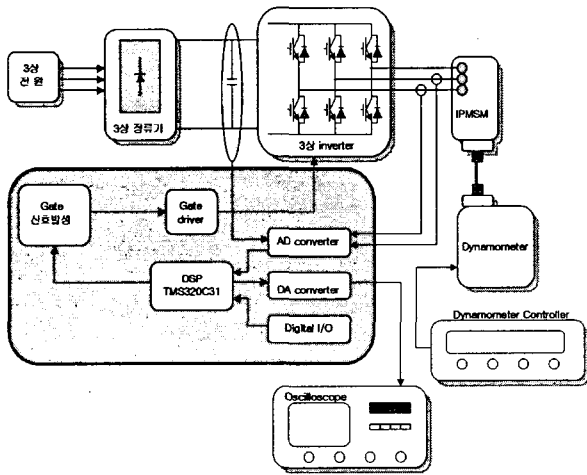 3상
전 원
3상 정류기
3상 inverter
IPMSM
Gate
신호발생
Gate
driver
AD converter
Dynamometer
DSP
TMS320C31
DA converter
Digital I/O
Dynamometer Controller
Oscilloscope